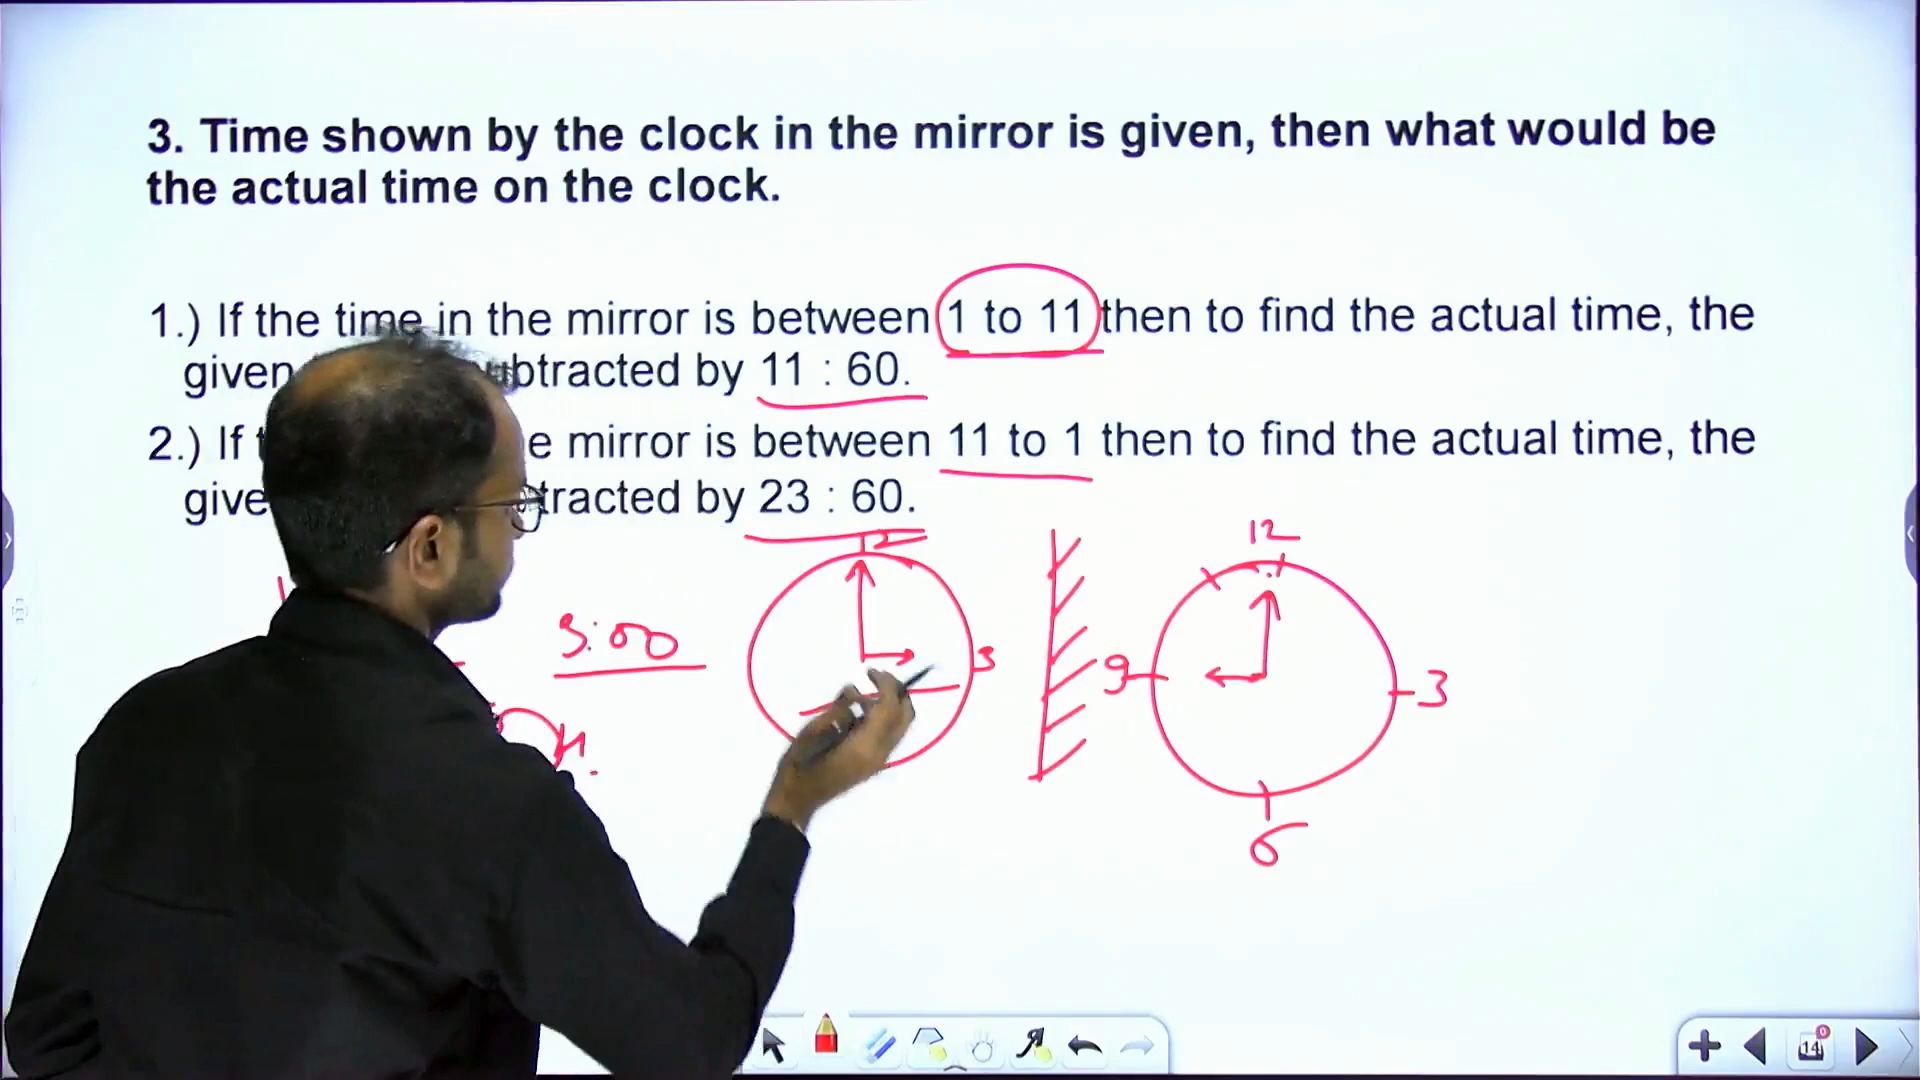 3. Time shown by the clock in the mirror is given, then what would be
the actual time on the clock.
1.) If the time in the mirror is between 1 to 11 then to find the actual time, the
given subtracted by 11 : 60.
2.) If mirror is between 11 to 1 then to find the actual time, the
tracted by 23 : 60.
12
12
3:00
3
9
3
6
14